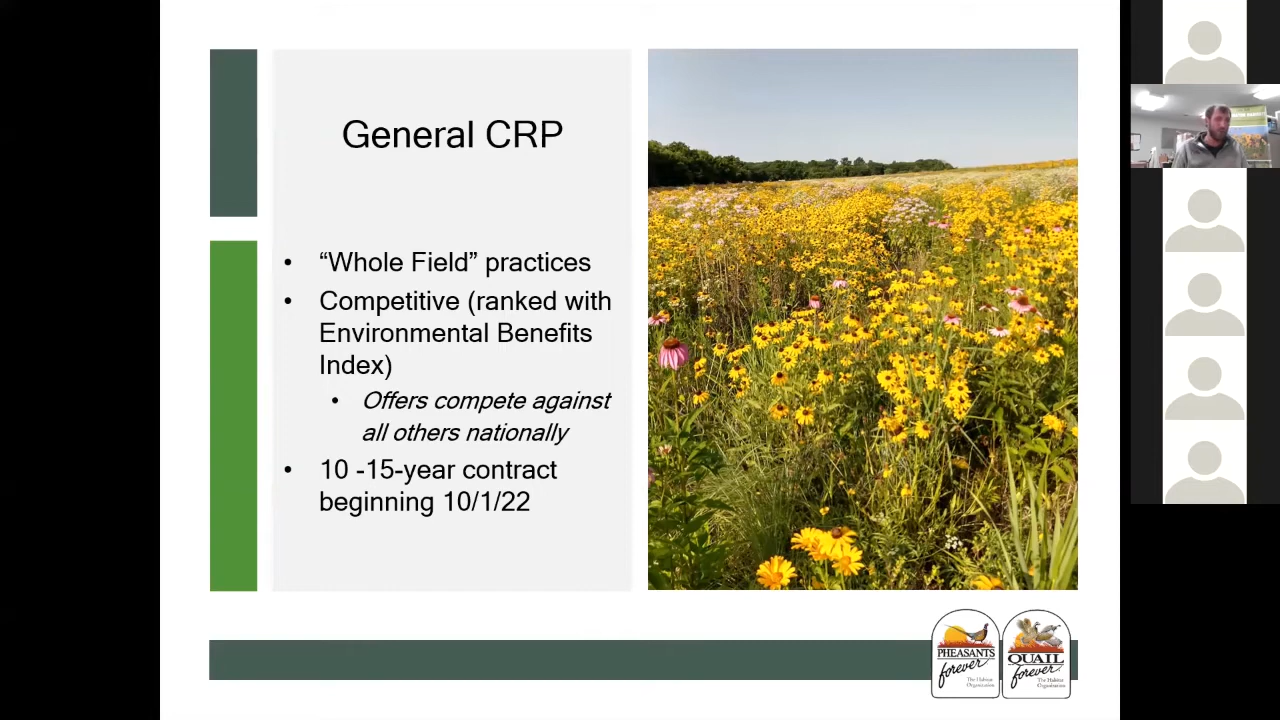 General CRP
• “Whole Field” practices
• Competitive (ranked with
Environmental Benefits
Index)
• Offers compete against
all others nationally
• 10 -15-year contract
beginning 10/1/22
PHEASANTS
forever
The Habitat
Organization
QUAIL
forever
The Habitat
Organization